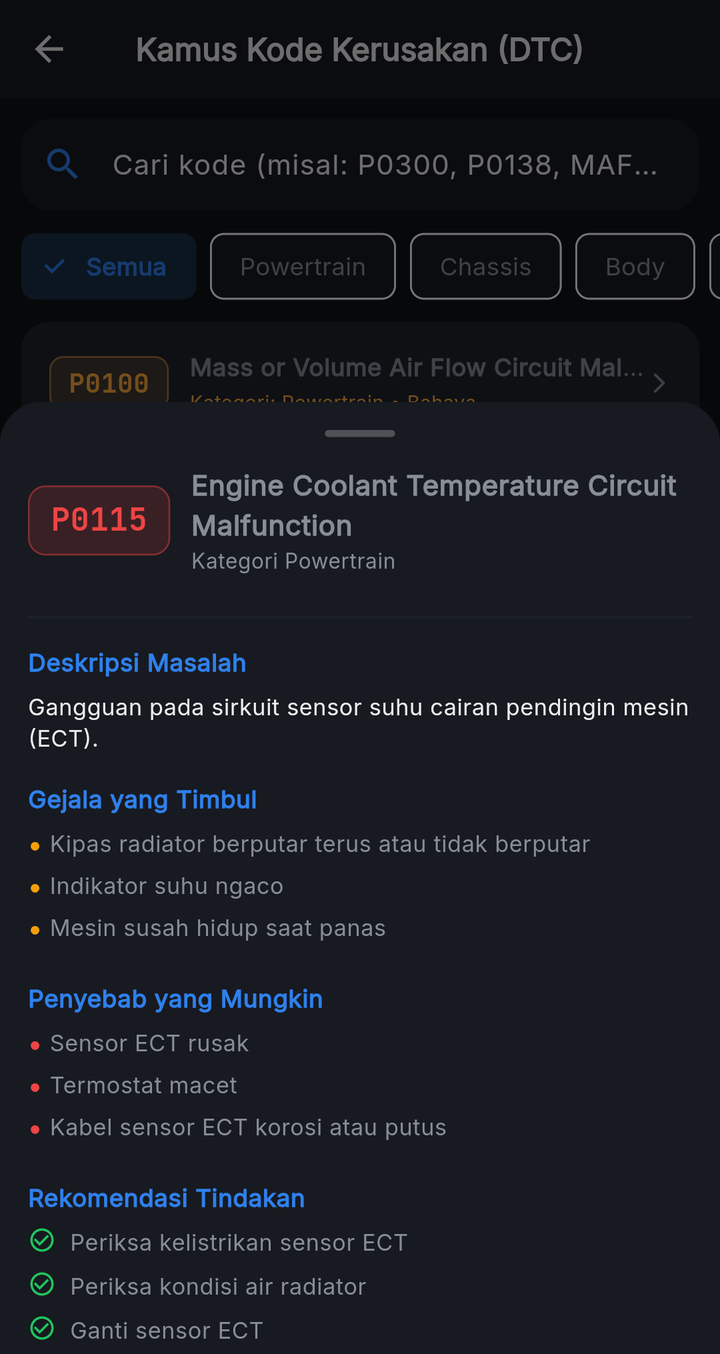 Kamus Kode Kerusakan (DTC)
Cari kode (misal: P0300, P0138, MAF...
Semua
Powertrain
Chassis
Body
P0100
Mass or Volume Air Flow Circuit Mal...
Kategori: Powertrain • Bahaya
P0115
Engine Coolant Temperature Circuit
Malfunction
Kategori Powertrain
Deskripsi Masalah
Gangguan pada sirkuit sensor suhu cairan pendingin mesin
(ECT).
Gejala yang Timbul
• Kipas radiator berputar terus atau tidak berputar
• Indikator suhu ngaco
• Mesin susah hidup saat panas
Penyebab yang Mungkin
• Sensor ECT rusak
• Termostat macet
• Kabel sensor ECT korosi atau putus
Rekomendasi Tindakan
Periksa kelistrikan sensor ECT
Periksa kondisi air radiator
Ganti sensor ECT